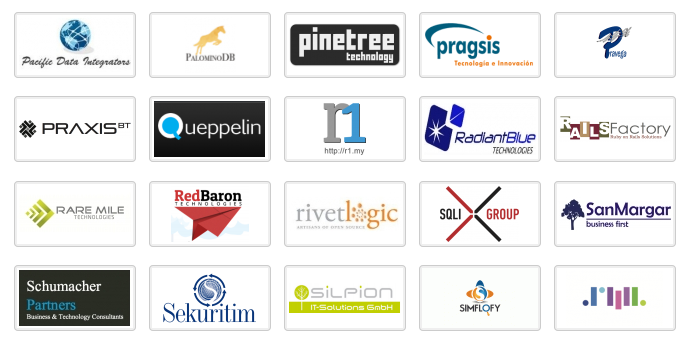 Pacific Data Integrators
PALOMINODB
pinetree
technology
pragsis
Tecnología e Innovación
Pravega
PRAXIS BT
Queppelin
r1
http://r1.my
RadiantBlue
TECHNOLOGIES
RAILSFactory
Ruby on Rails Solutions
RARE MILE
TECHNOLOGIES
RedBaron
TECHNOLOGIES
rivetlogic
ARTISANS OF OPEN SOURCE
SQLI GROUP
SanMargar
business first
Schumacher
Partners
Business & Technology Consultants
Sekuritim
SILPION
IT-Solutions GmbH
SIMFLOFY